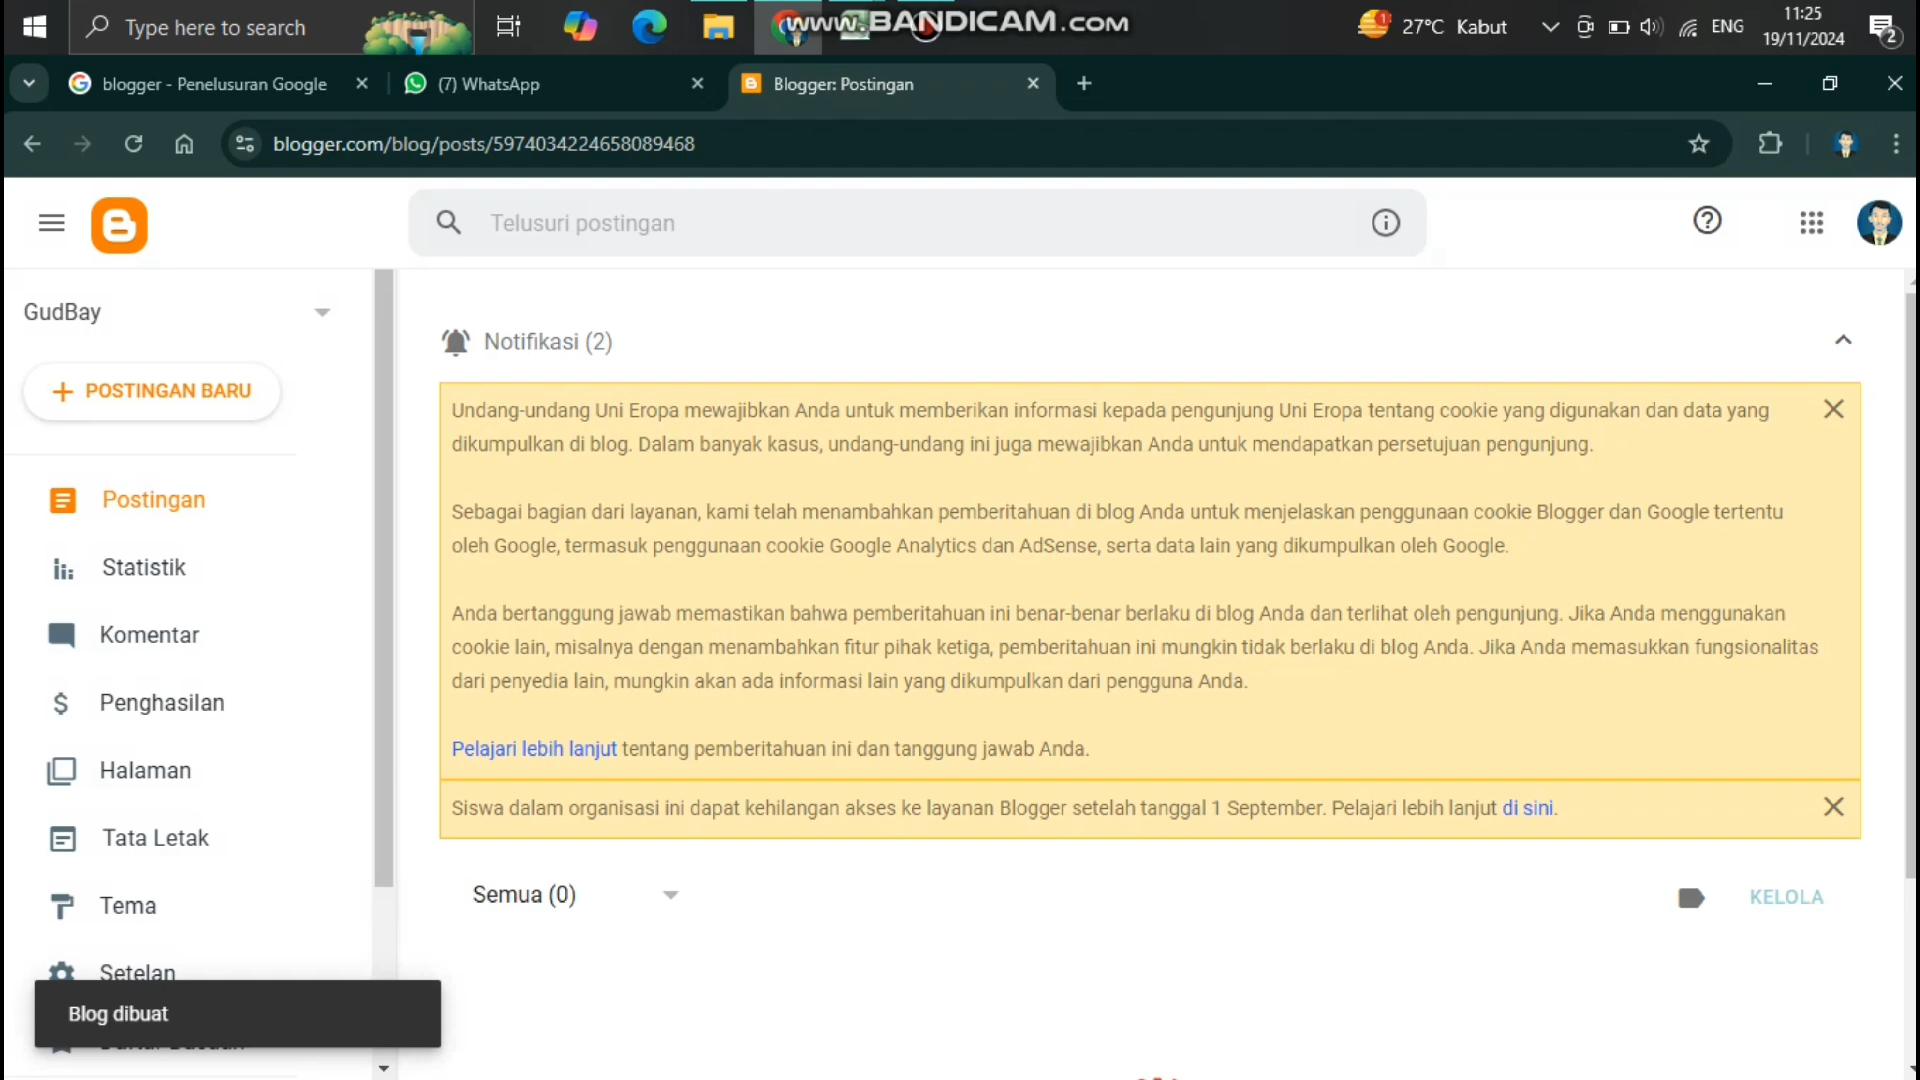 Type here to search
www.BANDICAM.com
1
27°C Kabut
ENG
11:25
19/11/2024
2
blogger - Penelusuran Google
(7) WhatsApp
Blogger: Postingan
blogger.com/blog/posts/5974034224658089468
Telusuri postingan
GudBay
POSTINGAN BARU
Postingan
Statistik
Komentar
Penghasilan
Halaman
Tata Letak
Tema
Setelan
Blog dibuat
Notifikasi (2)
Undang-undang Uni Eropa mewajibkan Anda untuk memberikan informasi kepada pengunjung Uni Eropa tentang cookie yang digunakan dan data yang
dikumpulkan di blog. Dalam banyak kasus, undang-undang ini juga mewajibkan Anda untuk mendapatkan persetujuan pengunjung.
Sebagai bagian dari layanan, kami telah menambahkan pemberitahuan di blog Anda untuk menjelaskan penggunaan cookie Blogger dan Google tertentu
oleh Google, termasuk penggunaan cookie Google Analytics dan AdSense, serta data lain yang dikumpulkan oleh Google.
Anda bertanggung jawab memastikan bahwa pemberitahuan ini benar-benar berlaku di blog Anda dan terlihat oleh pengunjung. Jika Anda menggunakan
cookie lain, misalnya dengan menambahkan fitur pihak ketiga, pemberitahuan ini mungkin tidak berlaku di blog Anda. Jika Anda memasukkan fungsionalitas
dari penyedia lain, mungkin akan ada informasi lain yang dikumpulkan dari pengguna Anda.
Pelajari lebih lanjut tentang pemberitahuan ini dan tanggung jawab Anda.
Siswa dalam organisasi ini dapat kehilangan akses ke layanan Blogger setelah tanggal 1 September. Pelajari lebih lanjut di sini.
Semua (0)
KELOLA